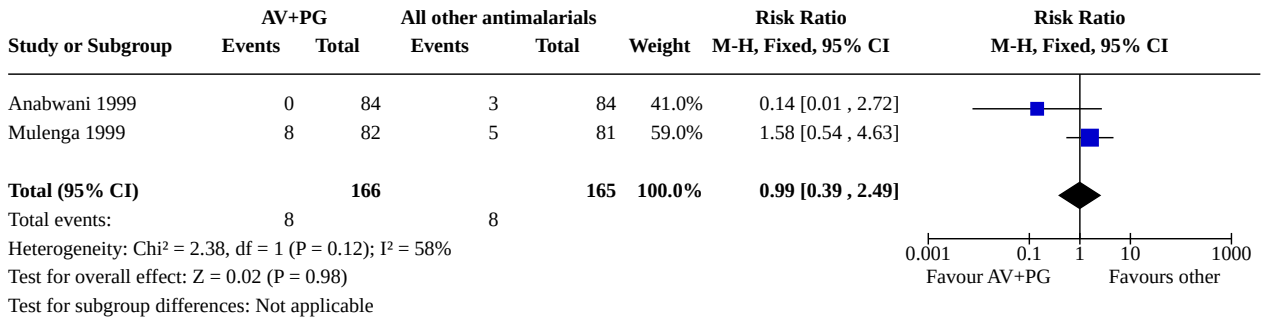 AV+PG All other antimalarials Risk Ratio Risk Ratio
Study or Subgroup Events Total Events Total Weight M-H, Fixed, 95% CI M-H, Fixed, 95% CI
Anabwani 1999 0 84 3 84 41.0% 0.14 [0.01 , 2.72]
Mulenga 1999 8 82 5 81 59.0% 1.58 [0.54 , 4.63]
Total (95% CI) 166 165 100.0% 0.99 [0.39 , 2.49]
Total events: 8 8
Heterogeneity: Chi² = 2.38, df = 1 (P = 0.12); I² = 58%
Test for overall effect: Z = 0.02 (P = 0.98)
Test for subgroup differences: Not applicable
0.001 0.1 1 10 1000
Favour AV+PG Favours other